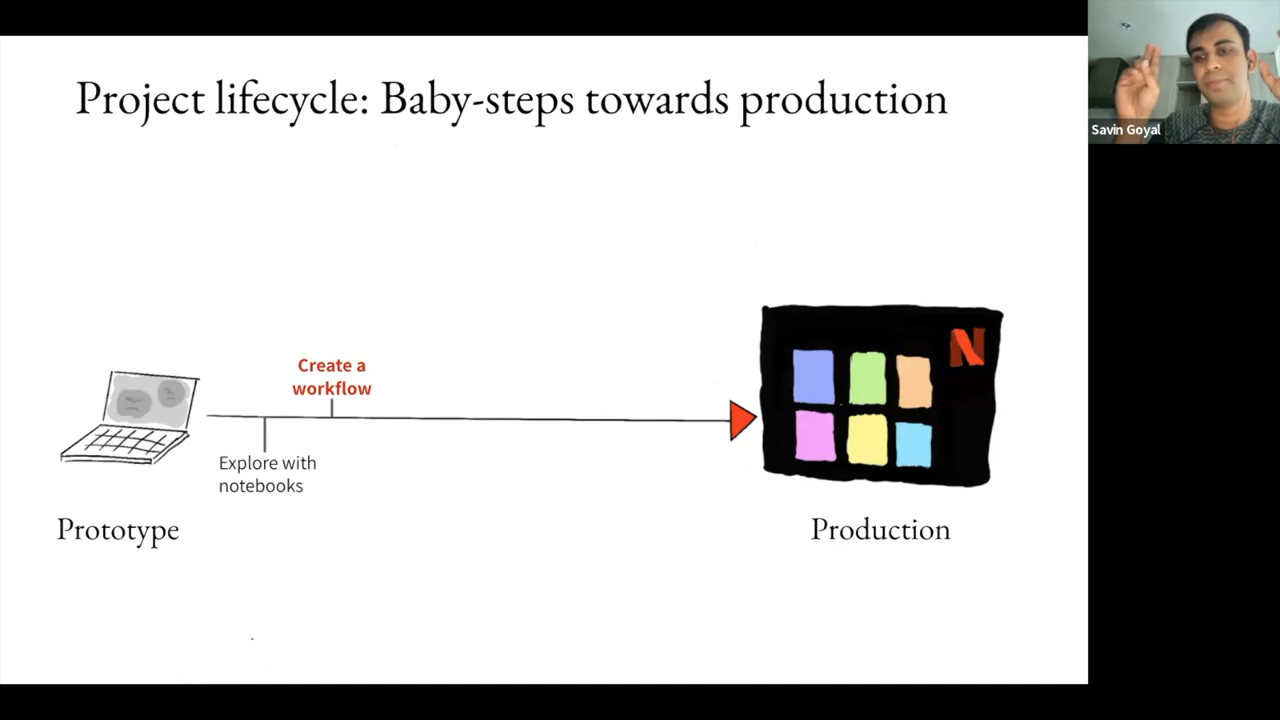 Project lifecycle: Baby-steps towards production
Savin Goyal
Create a
workflow
N
Explore with
notebooks
Prototype
Production